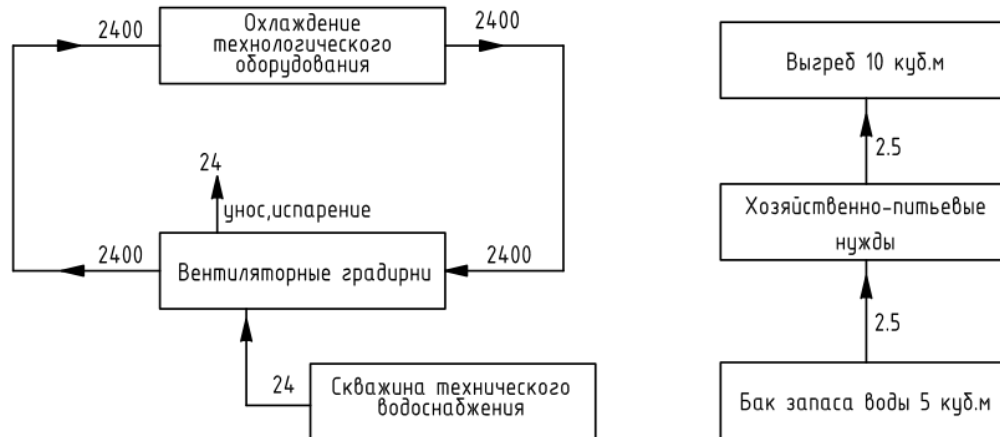 2400
Охлаждение
технологического
оборудования
2400
24
унос,испарение
2400
Вентиляторные градирни
2400
24
Скважина технического
водоснабжения
Выгреб 10 куб.м
2.5
Хозяйственно-питьевые
нужды
2.5
Бак запаса воды 5 куб.м